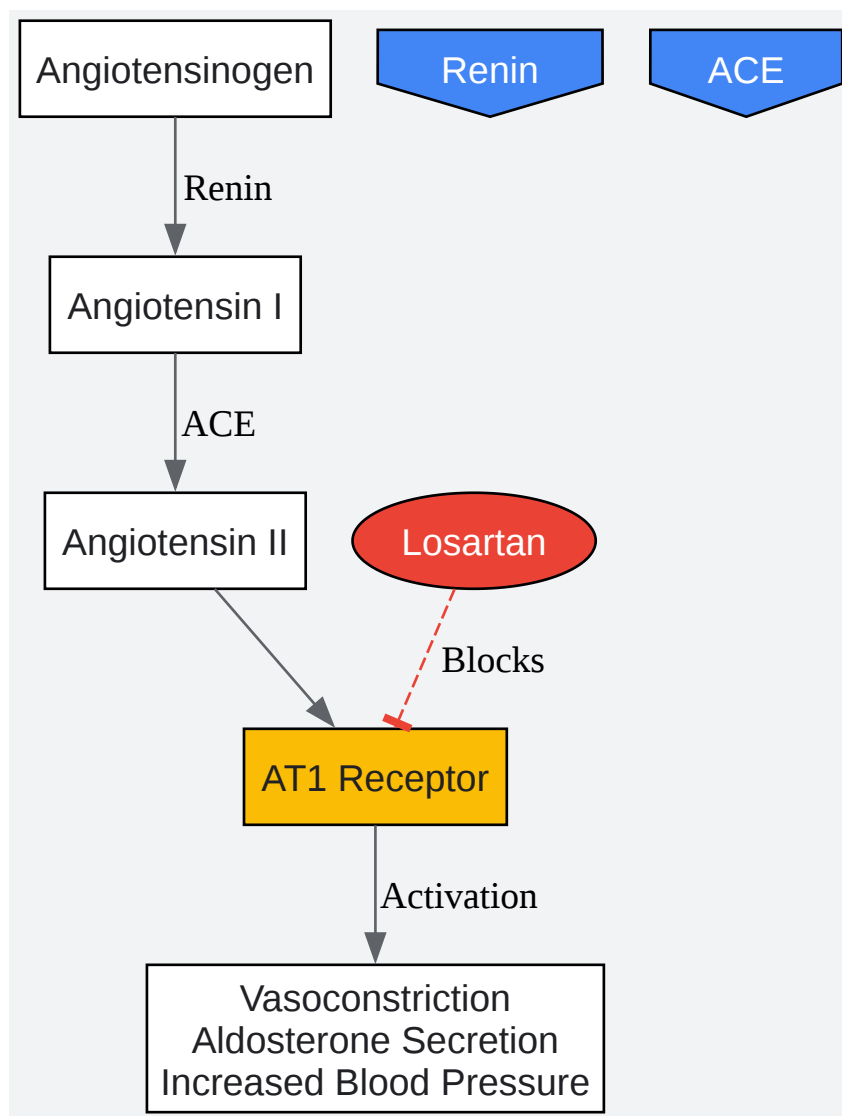 Angiotensinogen
Renin
ACE
Renin
Angiotensin I
ACE
Angiotensin II
Losartan
Blocks
AT1 Receptor
Activation
Vasoconstriction
Aldosterone Secretion
Increased Blood Pressure